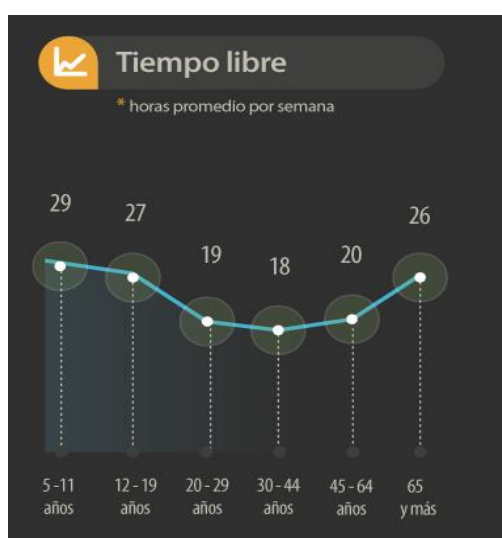 Tiempo libre
* horas promedio por semana
29
27
19
18
20
26
5 - 11
años
12 - 19
años
20 - 29
años
30 - 44
años
45 - 64
años
65
y más